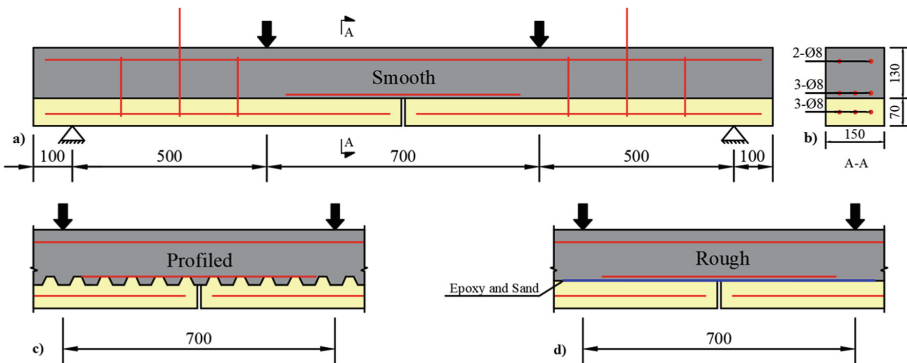 A
Smooth
a)
A
100
500
700
500
100
2-Ø8
3-Ø8
3-Ø8
130
70
b)
150
A-A
Profiled
c)
700
Rough
Epoxy and Sand
d)
700